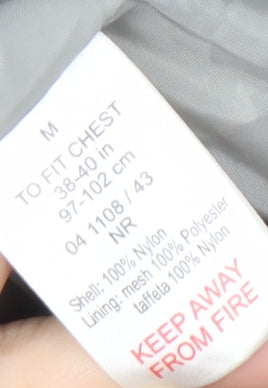 M
TO FIT CHEST
38-40 in
97-102 cm
04 1108 / 43
NR
Shell: 100% Nylon
Lining: mesh 100% Polyester
taffeta 100% Nylon
KEEP AWAY
FROM FIRE